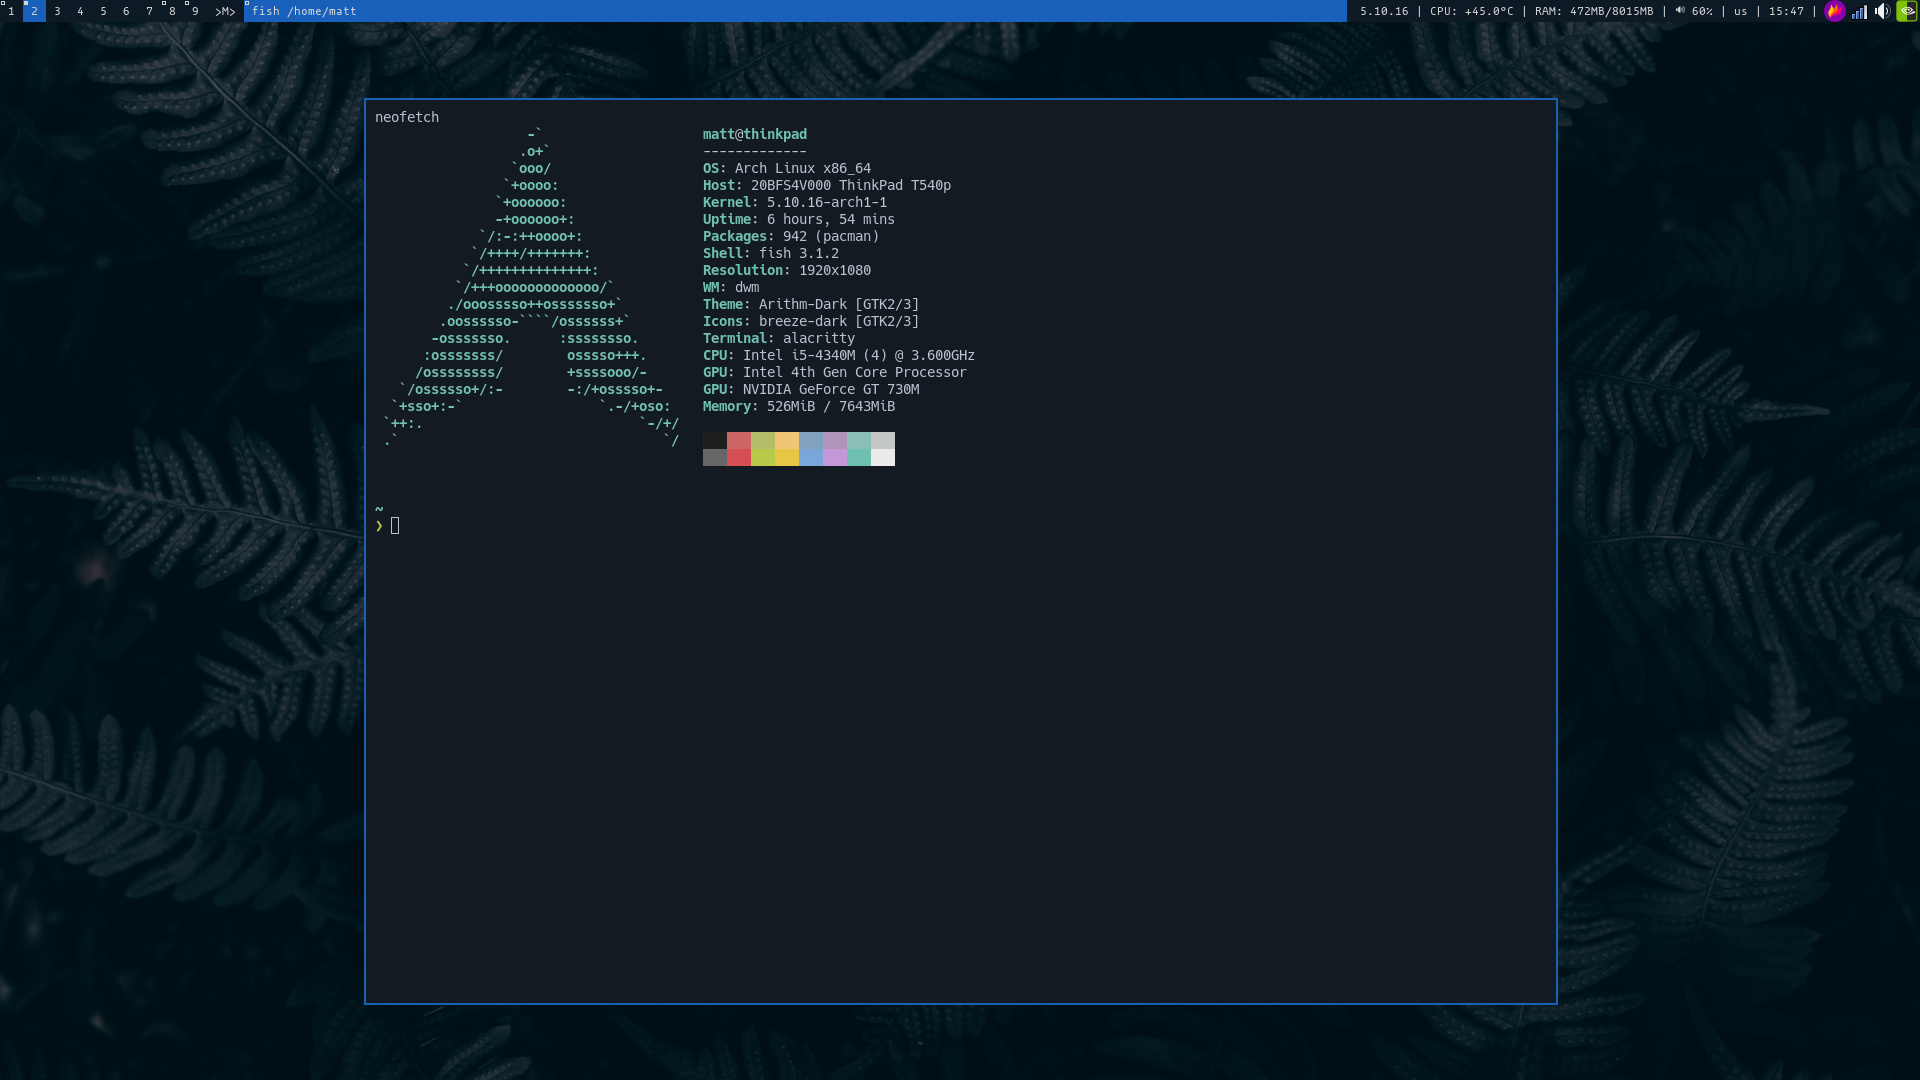 1 2 3 4 5 6 7 8 9 >M> fish /home/matt 5.10.16 | CPU: +45.0°C | RAM: 472MB/8015MB | 60% | us | 15:47 |
neofetch
-` matt@thinkpad
.o+` -------------
`ooo/ OS: Arch Linux x86_64
`+oooo: Host: 20BFS4V000 ThinkPad T540p
`+oooooo: Kernel: 5.10.16-arch1-1
-+oooooo+: Uptime: 6 hours, 54 mins
`/:-:++oooo+: Packages: 942 (pacman)
`/++++/+++++++: Shell: fish 3.1.2
`/++++++++++++++: Resolution: 1920x1080
`/+++ooooooooooooo/` WM: dwm
./ooosssso++osssssso+` Theme: Arithm-Dark [GTK2/3]
.oossssso-````/ossssss+` Icons: breeze-dark [GTK2/3]
-osssssso. :ssssssso. Terminal: alacritty
:osssssss/ osssso+++. CPU: Intel i5-4340M (4) @ 3.600GHz
/ossssssss/ +ssssooo/- GPU: Intel 4th Gen Core Processor
`/ossssso+/:- -:/+osssso+- GPU: NVIDIA GeForce GT 730M
`+sso+:-` `.-/+oso: Memory: 526MiB / 7643MiB
`++:. `-/+/
.` `/
~
❯